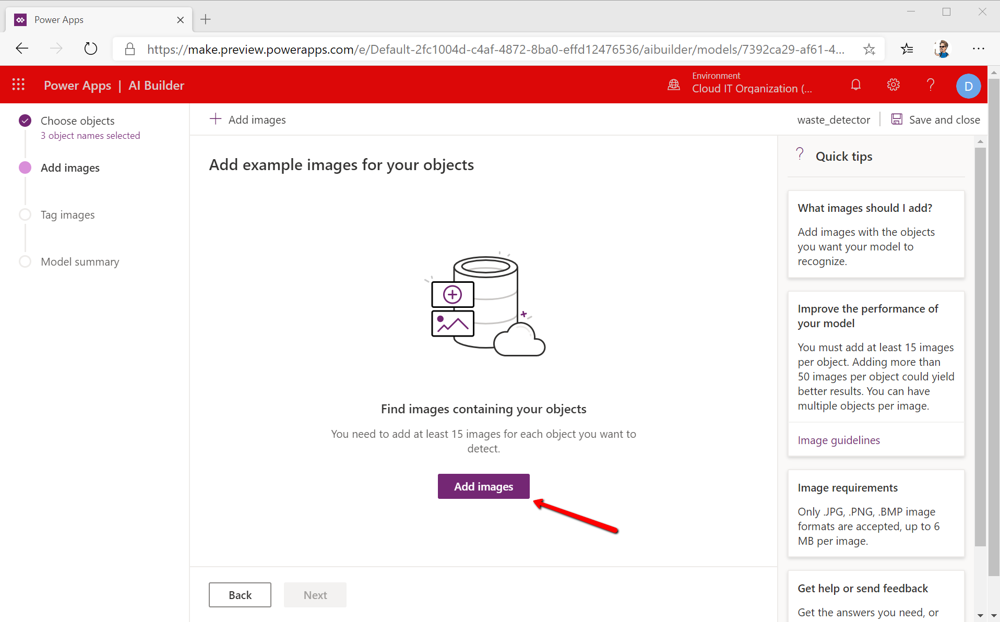 Power Apps
https://make.preview.powerapps.com/e/Default-2fc1004d-c4af-4872-8ba0-effd12476536/aibuilder/models/7392ca29-af61-4...
Power Apps | AI Builder
Environment
Cloud IT Organization (...
D
Choose objects
3 object names selected
Add images
Tag images
Model summary
Add images
waste_detector
Save and close
Add example images for your objects
Find images containing your objects
You need to add at least 15 images for each object you want to
detect.
Add images
Back
Next
Quick tips
What images should I add?
Add images with the objects
you want your model to
recognize.
Improve the performance of
your model
You must add at least 15 images
per object. Adding more than
50 images per object could yield
better results. You can have
multiple objects per image.
Image guidelines
Image requirements
Only .JPG, .PNG, .BMP image
formats are accepted, up to 6
MB per image.
Get help or send feedback
Get the answers you need, or